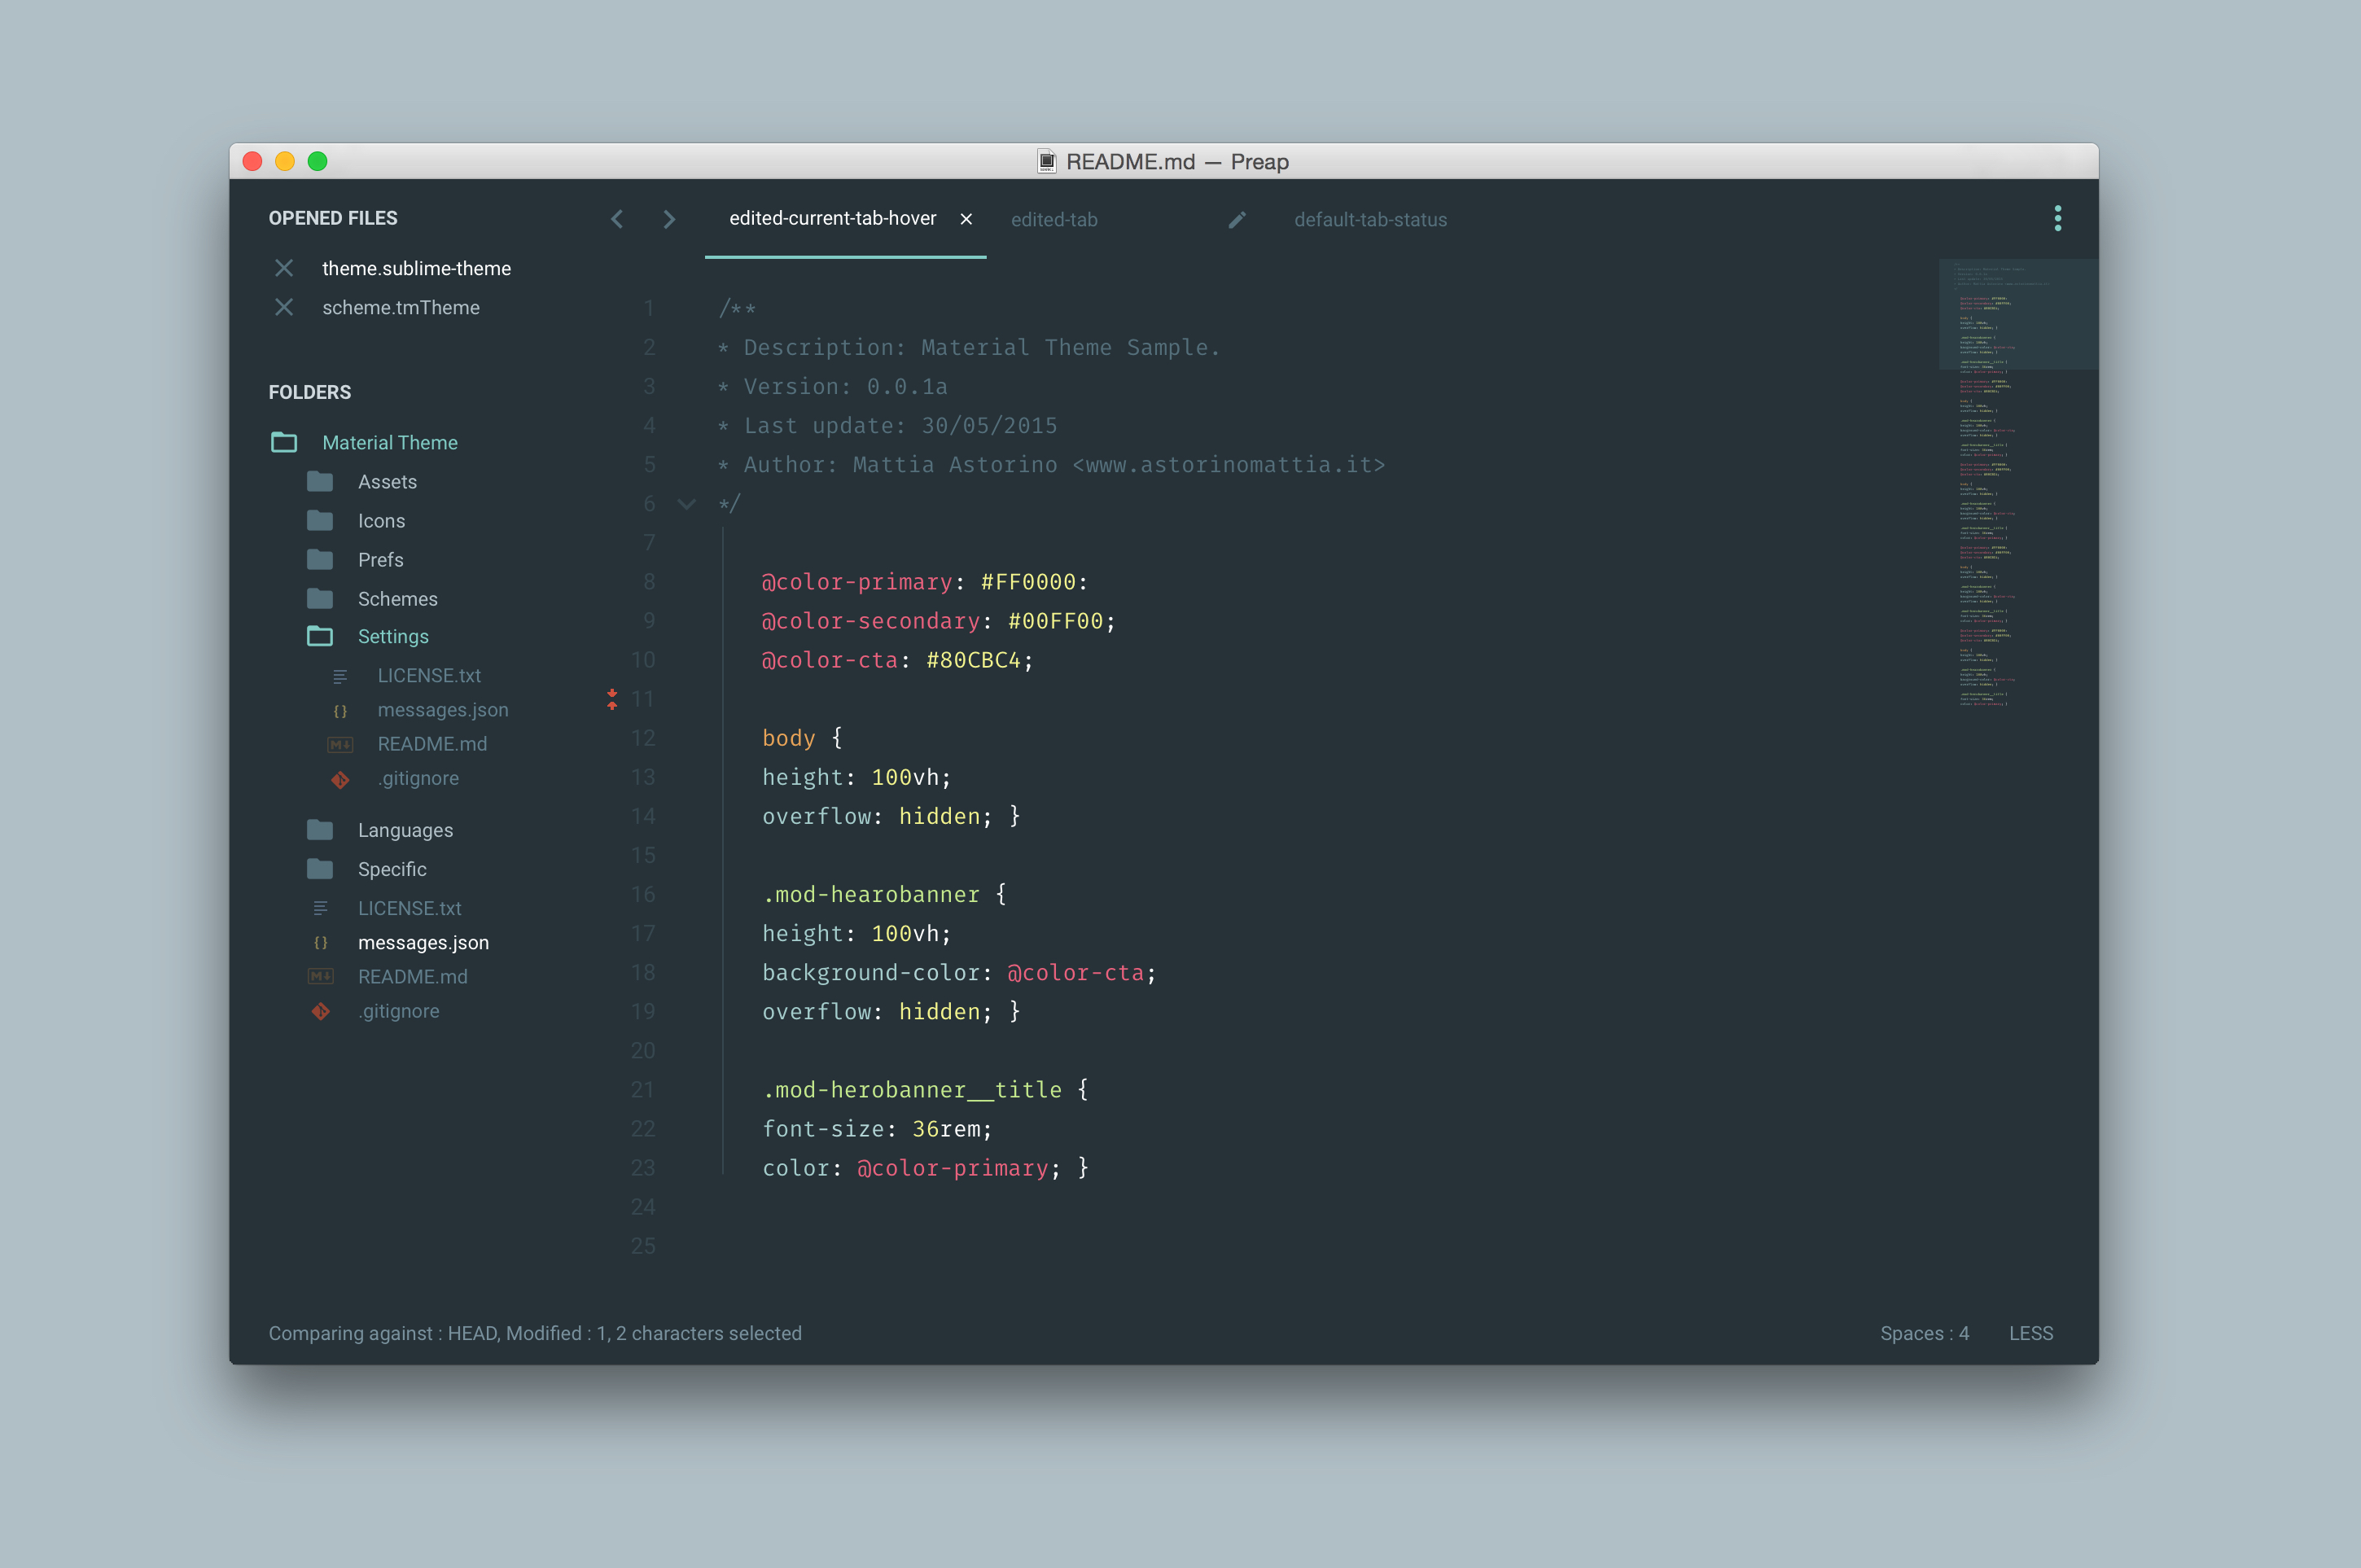 README.md — Preap
OPENED FILES
theme.sublime-theme
scheme.tmTheme
FOLDERS
Material Theme
Assets
Icons
Prefs
Schemes
Settings
LICENSE.txt
messages.json
README.md
.gitignore
Languages
Specific
LICENSE.txt
messages.json
README.md
.gitignore
edited-current-tab-hover
edited-tab
default-tab-status
1 /**
2 * Description: Material Theme Sample.
3 * Version: 0.0.1a
4 * Last update: 30/05/2015
5 * Author: Mattia Astorino <www.astorinomattia.it>
6 */
7
8 @color-primary: #FF0000:
9 @color-secondary: #00FF00;
10 @color-cta: #80CBC4;
11
12 body {
13 height: 100vh;
14 overflow: hidden; }
15
16 .mod-hearobanner {
17 height: 100vh;
18 background-color: @color-cta;
19 overflow: hidden; }
20
21 .mod-herobanner__title {
22 font-size: 36rem;
23 color: @color-primary; }
24
25
Comparing against : HEAD, Modified : 1, 2 characters selected
Spaces : 4
LESS